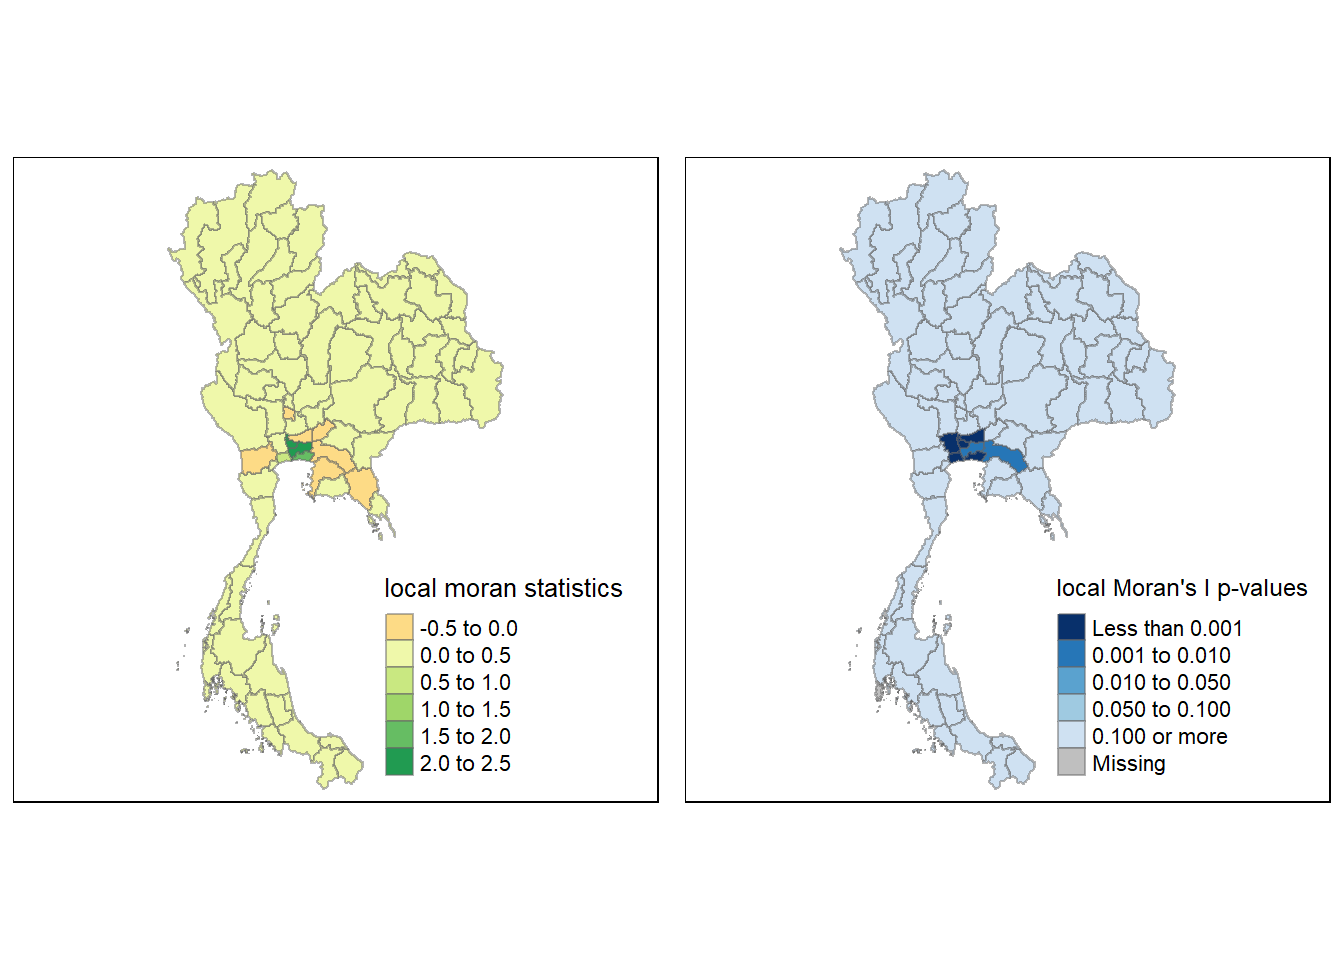 local moran statistics
-0.5 to 0.0
0.0 to 0.5
0.5 to 1.0
1.0 to 1.5
1.5 to 2.0
2.0 to 2.5
local Moran's I p-values
Less than 0.001
0.001 to 0.010
0.010 to 0.050
0.050 to 0.100
0.100 or more
Missing